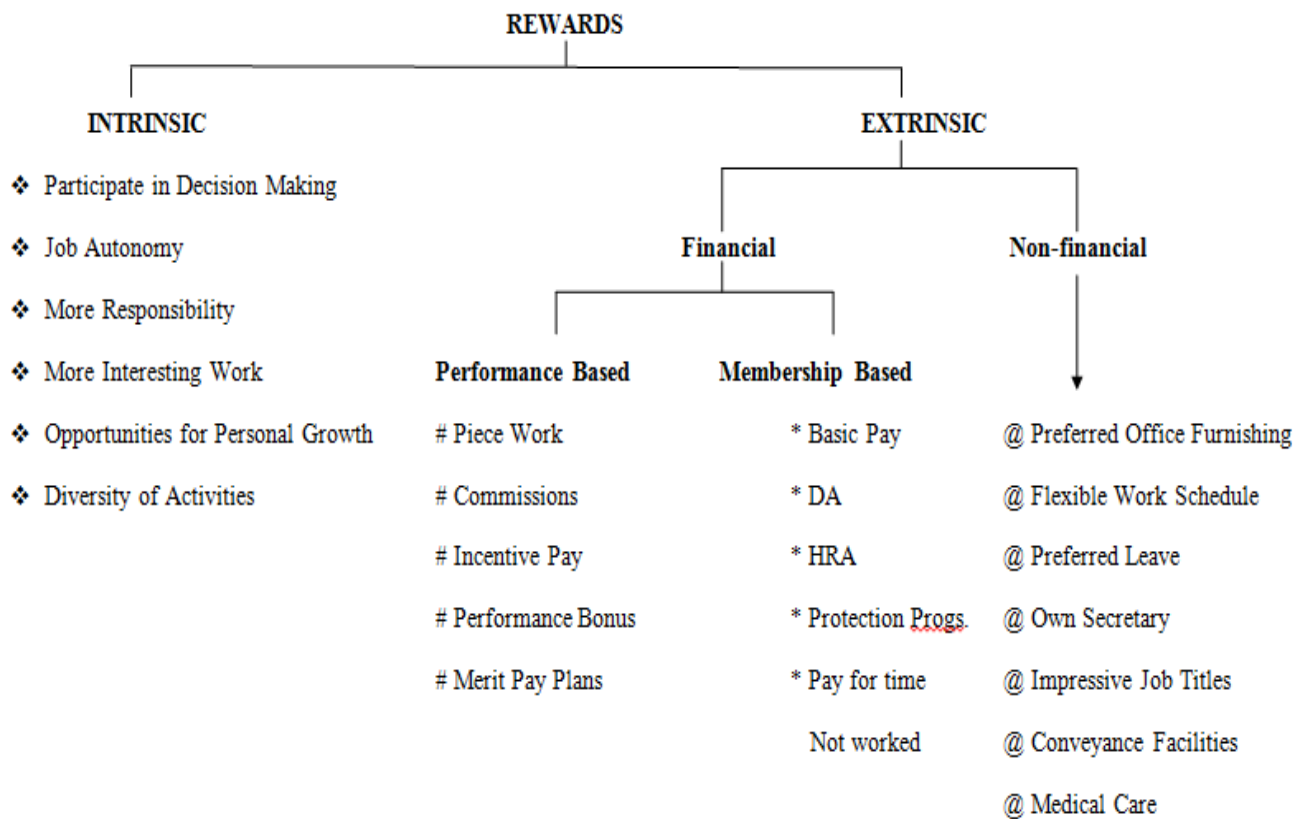 REWARDS
INTRINSIC
❖ Participate in Decision Making
❖ Job Autonomy
❖ More Responsibility
❖ More Interesting Work
❖ Opportunities for Personal Growth
❖ Diversity of Activities
EXTRINSIC
Financial
Performance Based
# Piece Work
# Commissions
# Incentive Pay
# Performance Bonus
# Merit Pay Plans
Membership Based
* Basic Pay
* DA
* HRA
* Protection Progs.
* Pay for time
Not worked
Non-financial
@ Preferred Office Furnishing
@ Flexible Work Schedule
@ Preferred Leave
@ Own Secretary
@ Impressive Job Titles
@ Conveyance Facilities
@ Medical Care